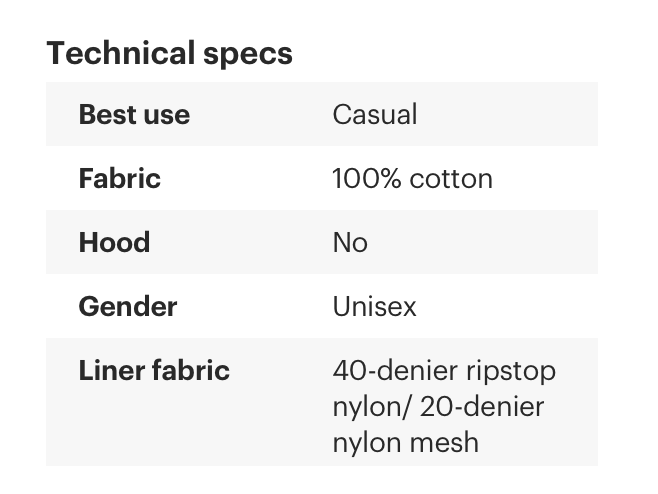 Technical specs
Best use Casual
Fabric 100% cotton
Hood No
Gender Unisex
Liner fabric 40-denier ripstop
nylon/ 20-denier
nylon mesh